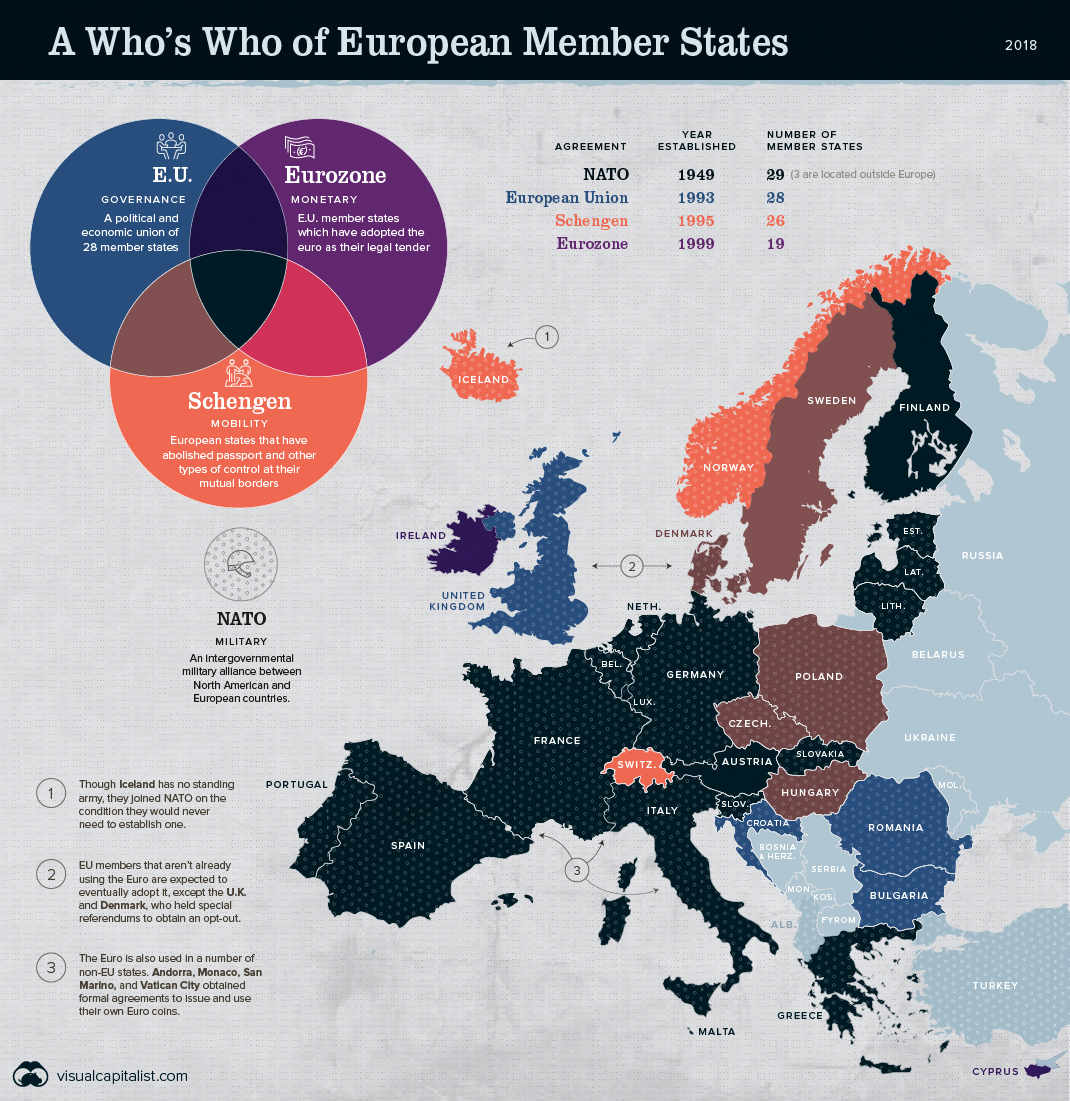 A Who's Who of European Member States
2018
E.U.
GOVERNANCE
A political and
economic union of
28 member states
Eurozone
MONETARY
E.U. member states
which have adopted the
euro as their legal tender
Schengen
MOBILITY
European states that have
abolished passport and other
types of control at their
mutual borders
AGREEMENT
YEAR
ESTABLISHED
NUMBER OF
MEMBER STATES
NATO 1949 29 (3 are located outside Europe)
European Union 1993 28
Schengen 1995 26
Eurozone 1999 19
NATO
MILITARY
An intergovernmental
military alliance between
North American and
European countries.
1
ICELAND
SWEDEN
FINLAND
NORWAY
IRELAND
DENMARK
EST.
RUSSIA
2
LAT.
UNITED
KINGDOM
NETH.
LITH.
BELARUS
BEL.
GERMANY
POLAND
LUX.
CZECH.
FRANCE
UKRAINE
SLOVAKIA
SWITZ.
AUSTRIA
PORTUGAL
MOL.
HUNGARY
SLOV.
ITALY
CROATIA
ROMANIA
SPAIN
BOSNIA
& HERZ.
SERBIA
3
MON.
KOS.
BULGARIA
FYROM
ALB.
TURKEY
GREECE
MALTA
CYPRUS
1
Though Iceland has no standing
army, they joined NATO on the
condition they would never
need to establish one.
2
EU members that aren't already
using the Euro are expected to
eventually adopt it, except the U.K.
and Denmark, who held special
referendums to obtain an opt-out.
3
The Euro is also used in a number of
non-EU states. Andorra, Monaco, San
Marino, and Vatican City obtained
formal agreements to issue and use
their own Euro coins.
visualcapitalist.com